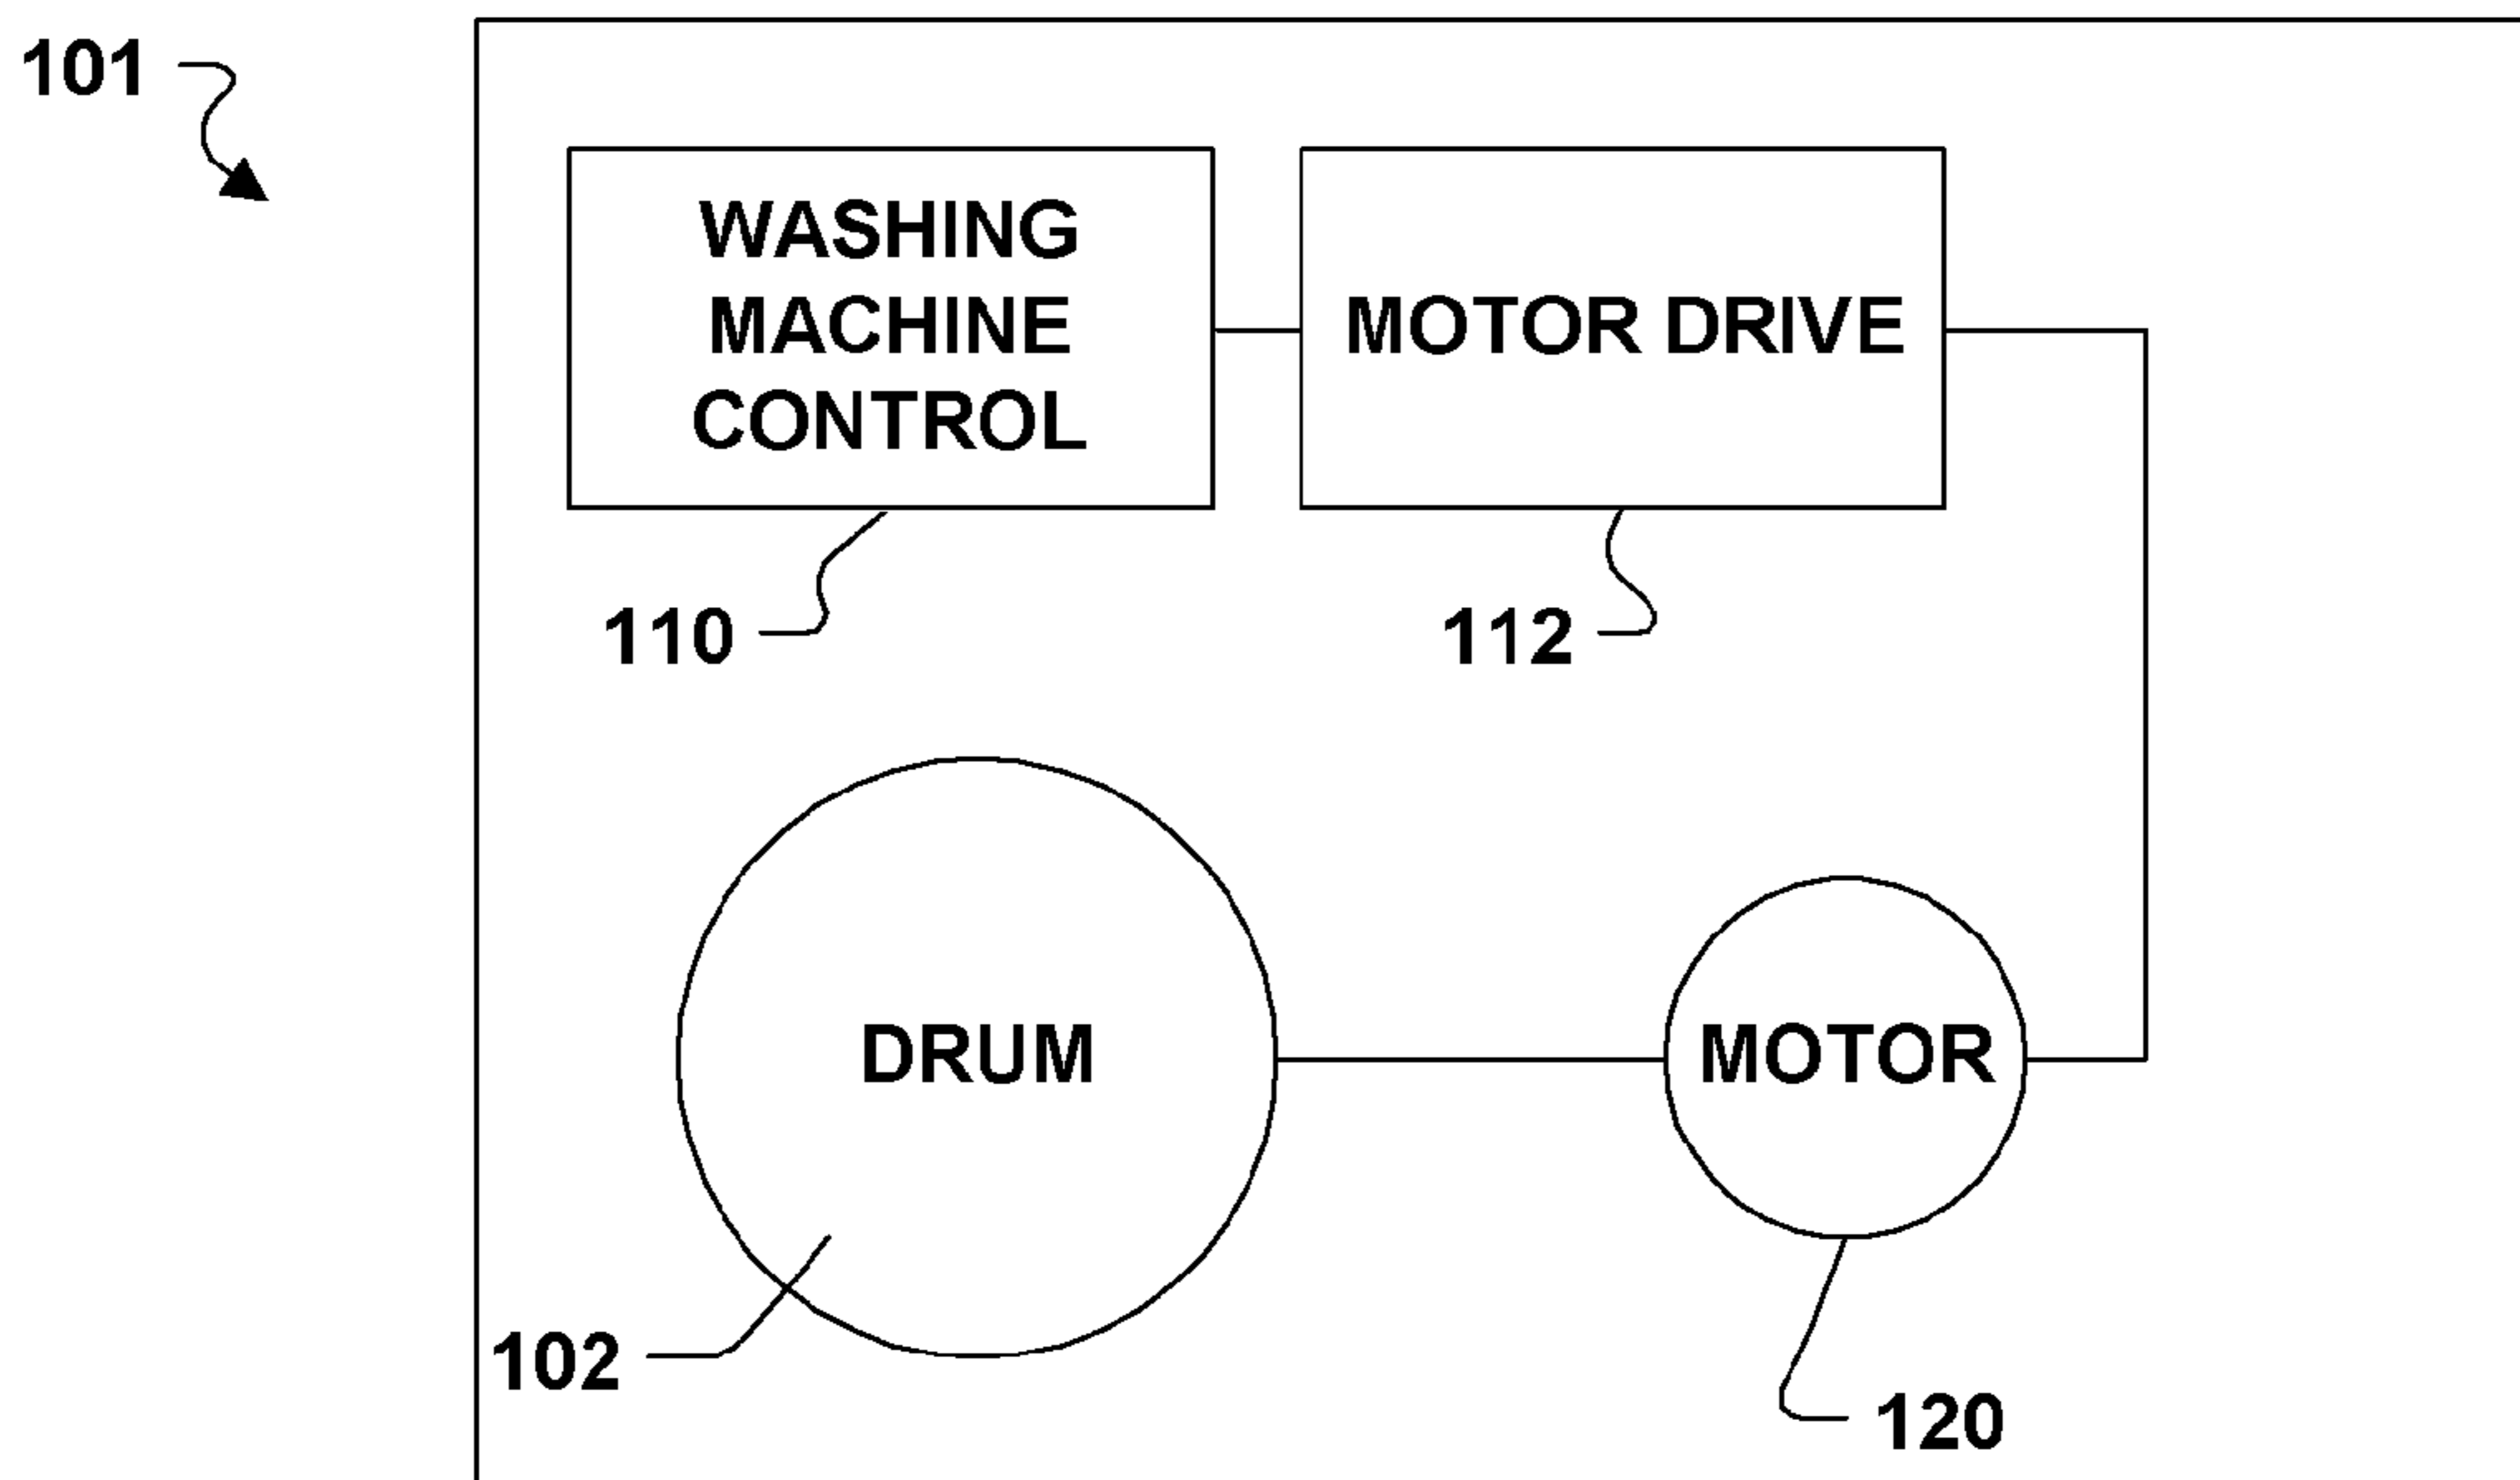 101
WASHING
MACHINE
CONTROL
MOTOR DRIVE
110
112
DRUM
MOTOR
102
120